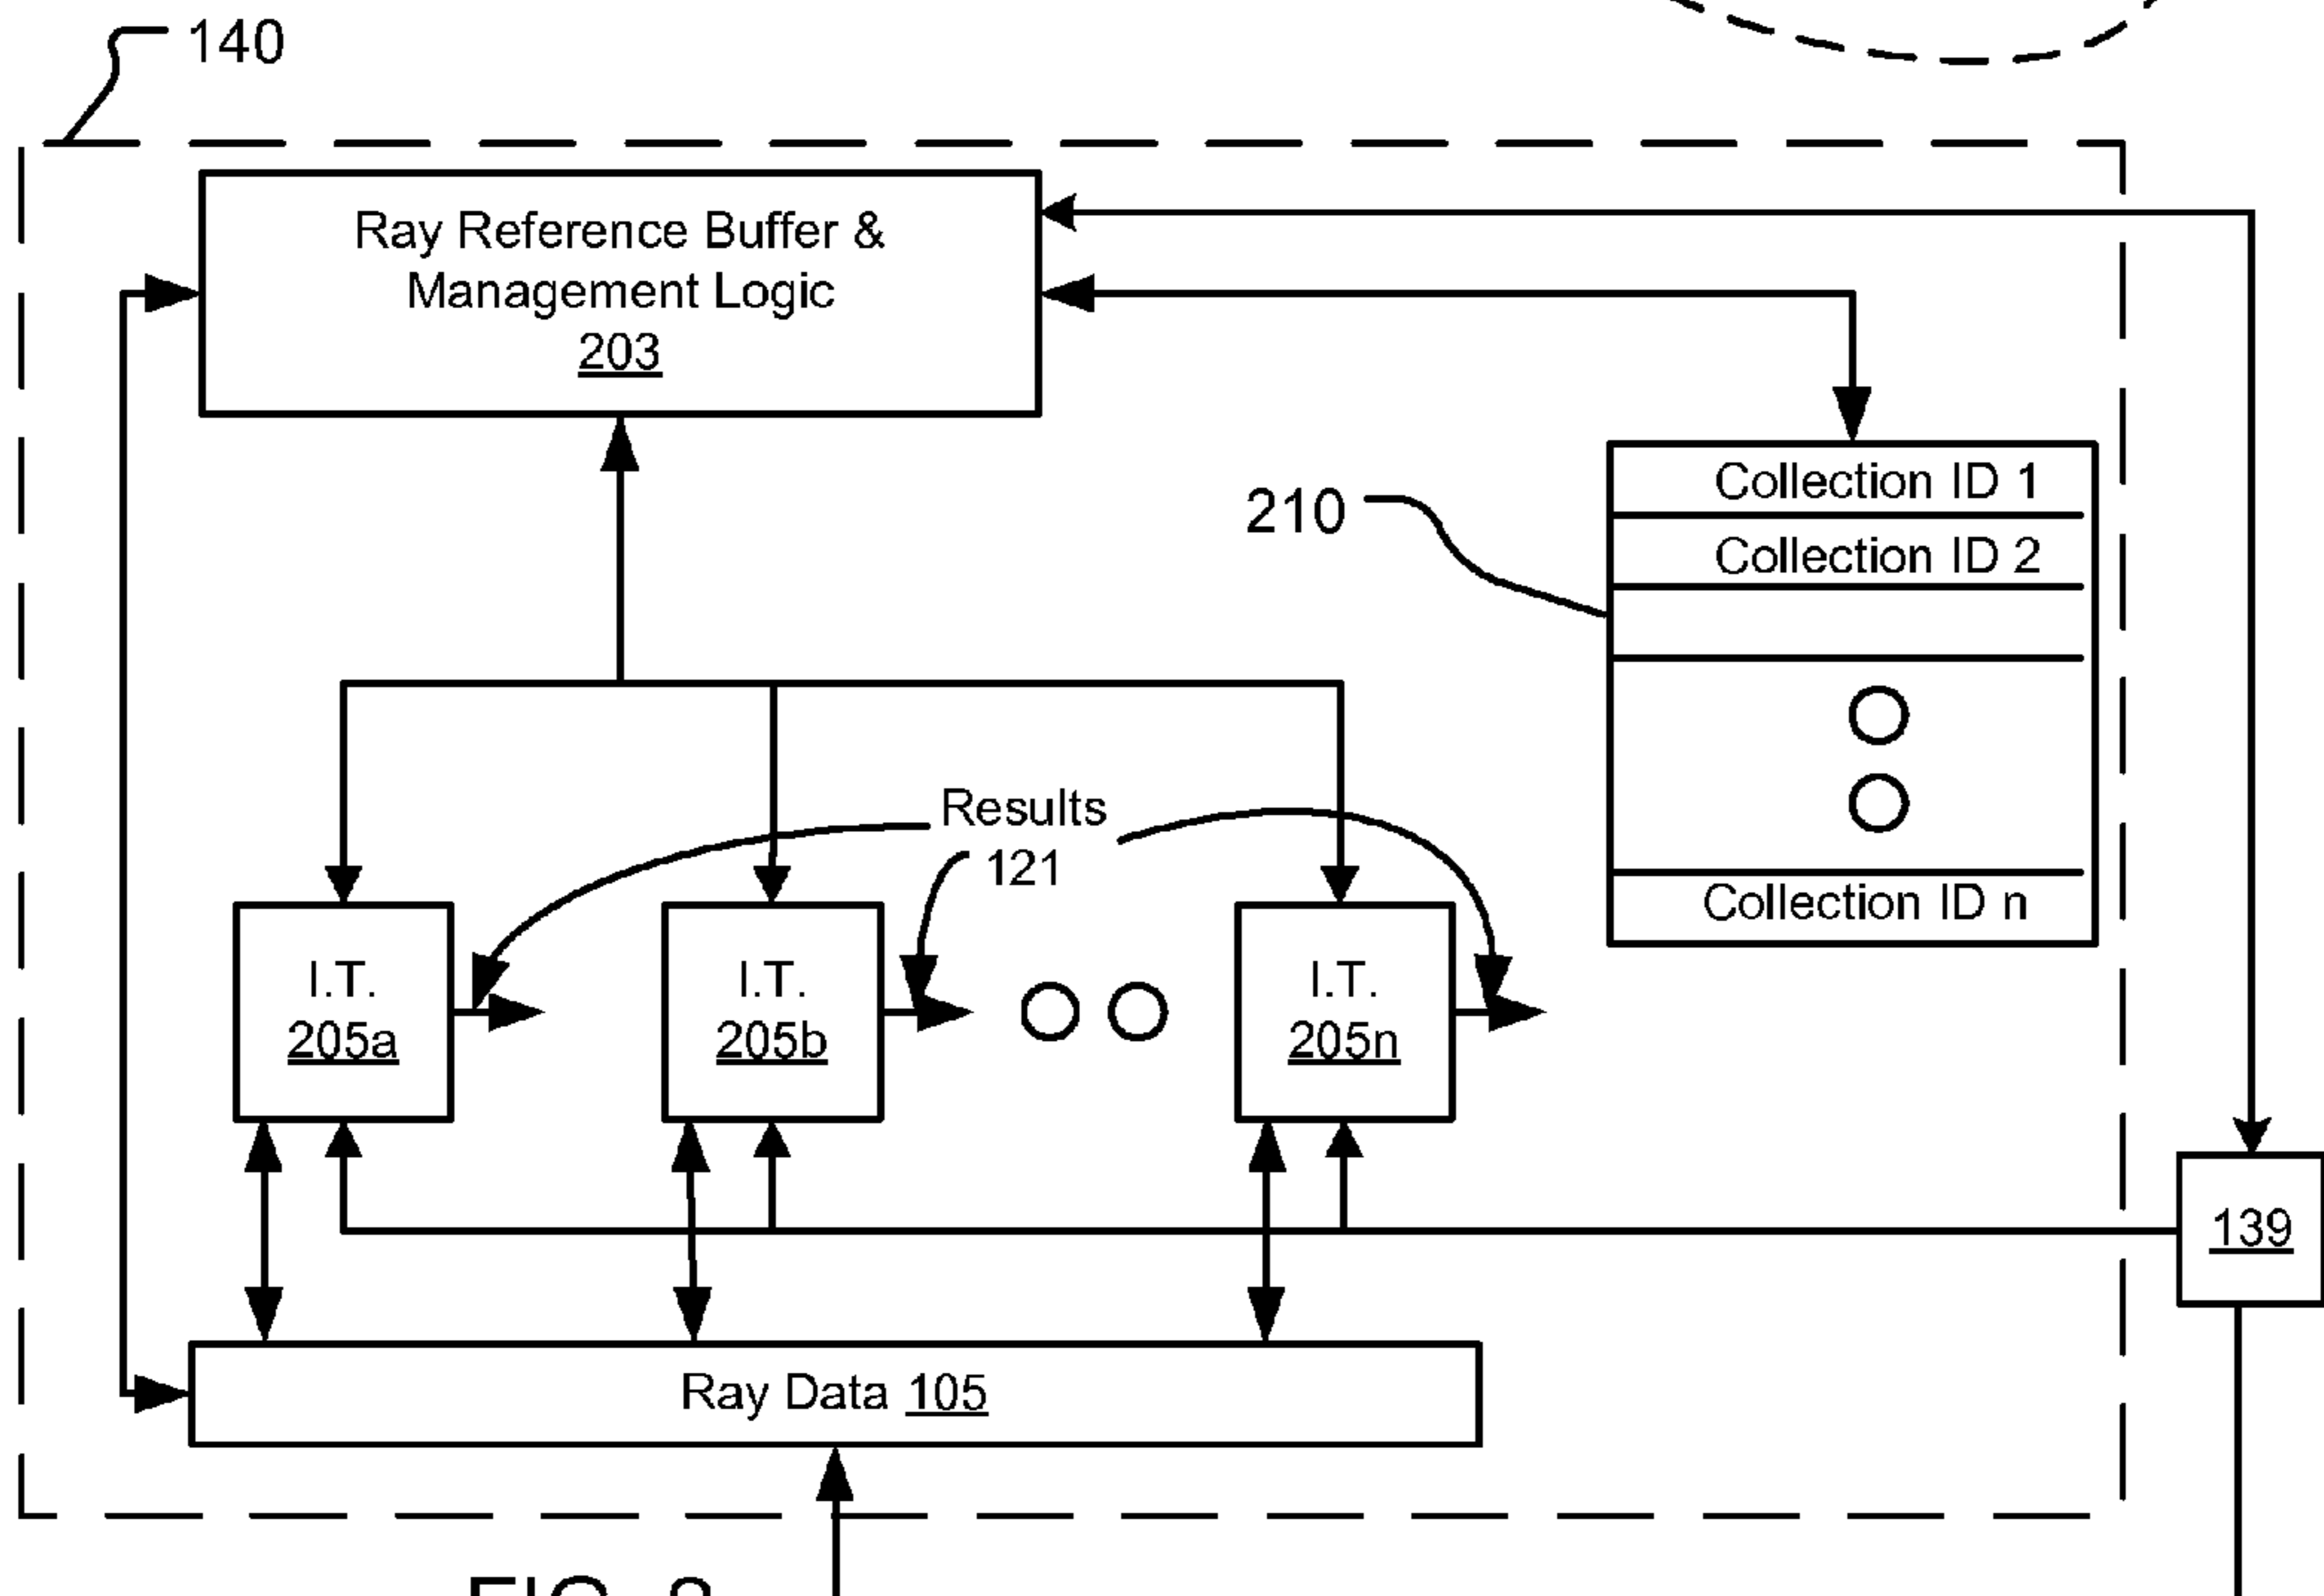 140
Ray Reference Buffer &
Management Logic
203
Collection ID 1
210
Collection ID 2
Results
121
Collection ID n
I.T.
205a
I.T.
205b
I.T.
205n
139
Ray Data 105
FIG.